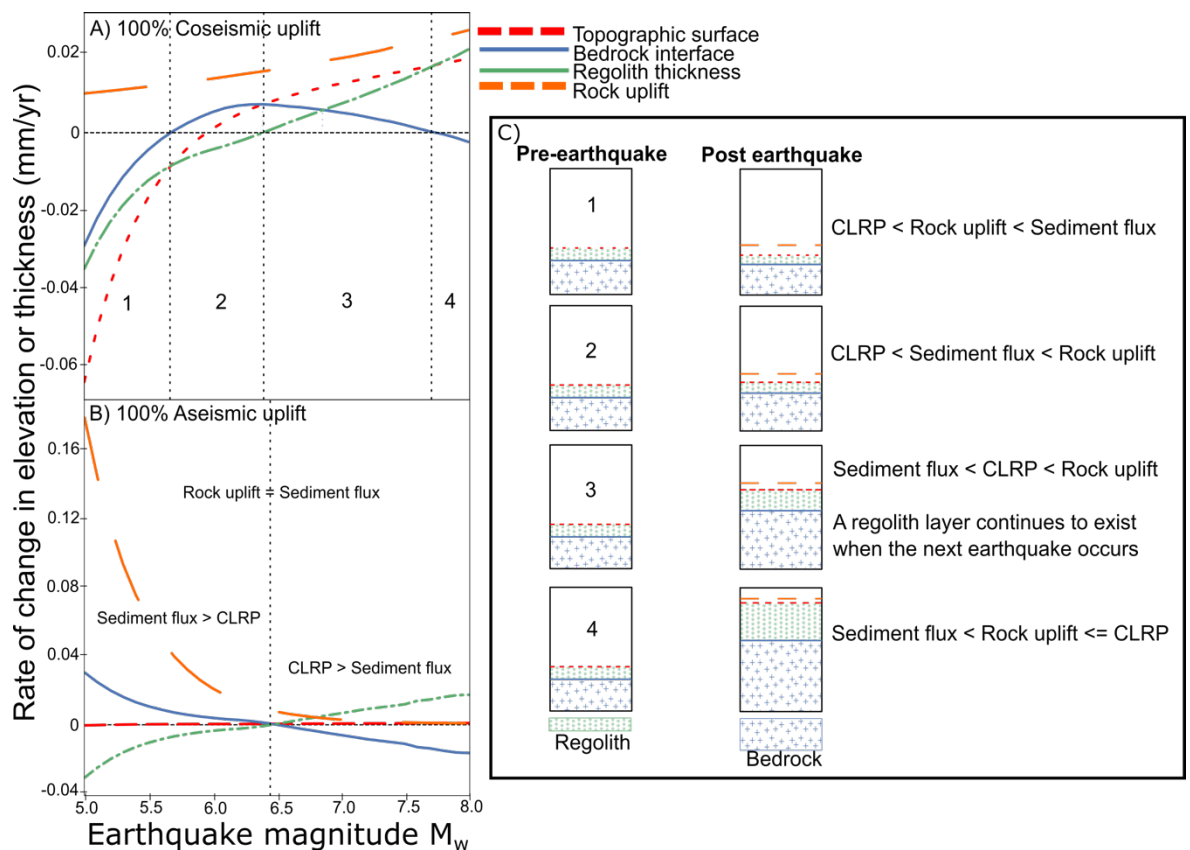 A) 100% Coseismic uplift
Topographic surface
Bedrock interface
Regolith thickness
Rock uplift
Rate of change in elevation or thickness (mm/yr)
0.02
0
-0.02
-0.04
-0.06
1
2
3
4
B) 100% Aseismic uplift
0.16
0.12
0.08
0.04
0
-0.04
Rock uplift = Sediment flux
Sediment flux > CLRP
CLRP > Sediment flux
5.0
5.5
6.0
6.5
7.0
7.5
8.0
Earthquake magnitude Mw
C)
Pre-earthquake
Post earthquake
1
CLRP < Rock uplift < Sediment flux
2
CLRP < Sediment flux < Rock uplift
3
Sediment flux < CLRP < Rock uplift
A regolith layer continues to exist
when the next earthquake occurs
4
Sediment flux < Rock uplift <= CLRP
Regolith
Bedrock